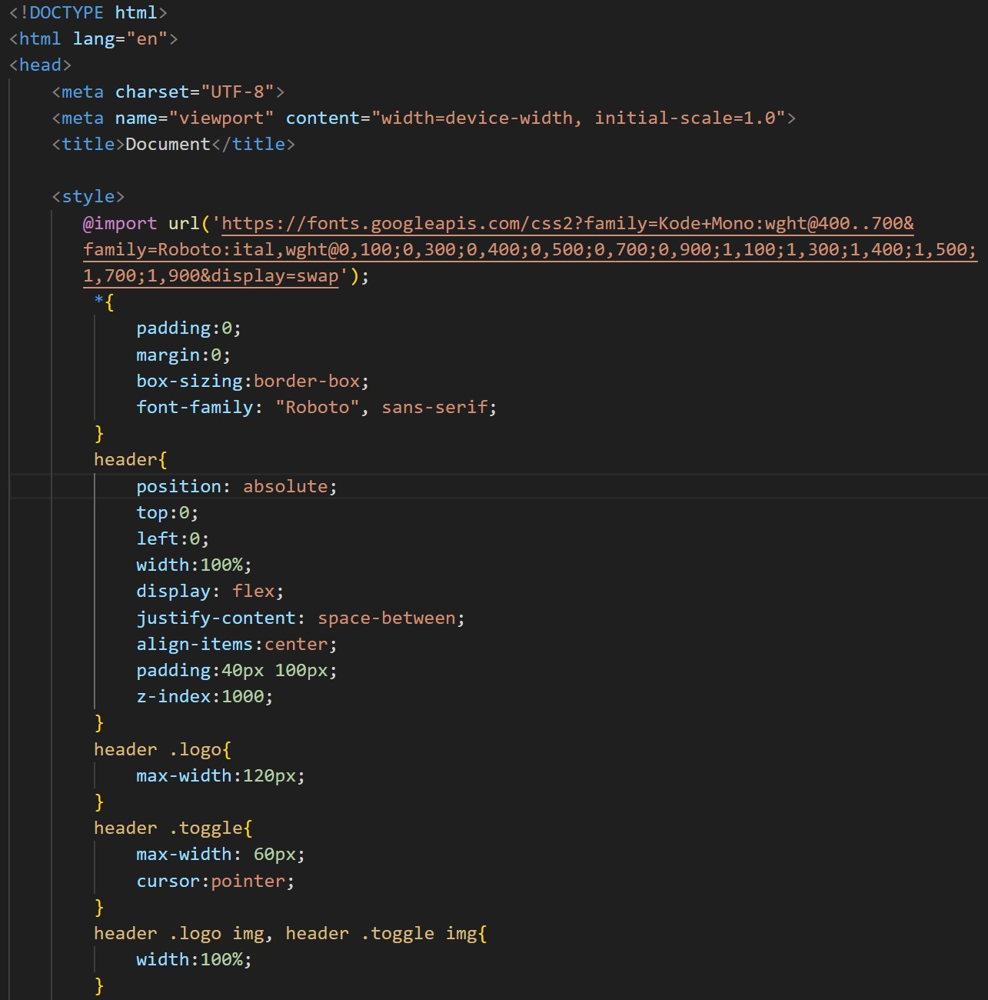 <!DOCTYPE html>
<html lang="en">
<head>
    <meta charset="UTF-8">
    <meta name="viewport" content="width=device-width, initial-scale=1.0">
    <title>Document</title>

    <style>
       @import url('https://fonts.googleapis.com/css2?family=Kode+Mono:wght@400..700&
       family=Roboto:ital,wght@0,100;0,300;0,400;0,500;0,700;0,900;1,100;1,300;1,400;1,500;
       1,700;1,900&display=swap');
        *{
            padding:0;
            margin:0;
            box-sizing:border-box;
            font-family: "Roboto", sans-serif;
        }
        header{
            position: absolute;
            top:0;
            left:0;
            width:100%;
            display: flex;
            justify-content: space-between;
            align-items:center;
            padding:40px 100px;
            z-index:1000;
        }
        header .logo{
            max-width:120px;
        }
        header .toggle{
            max-width: 60px;
            cursor:pointer;
        }
        header .logo img, header .toggle img{
            width:100%;
        }